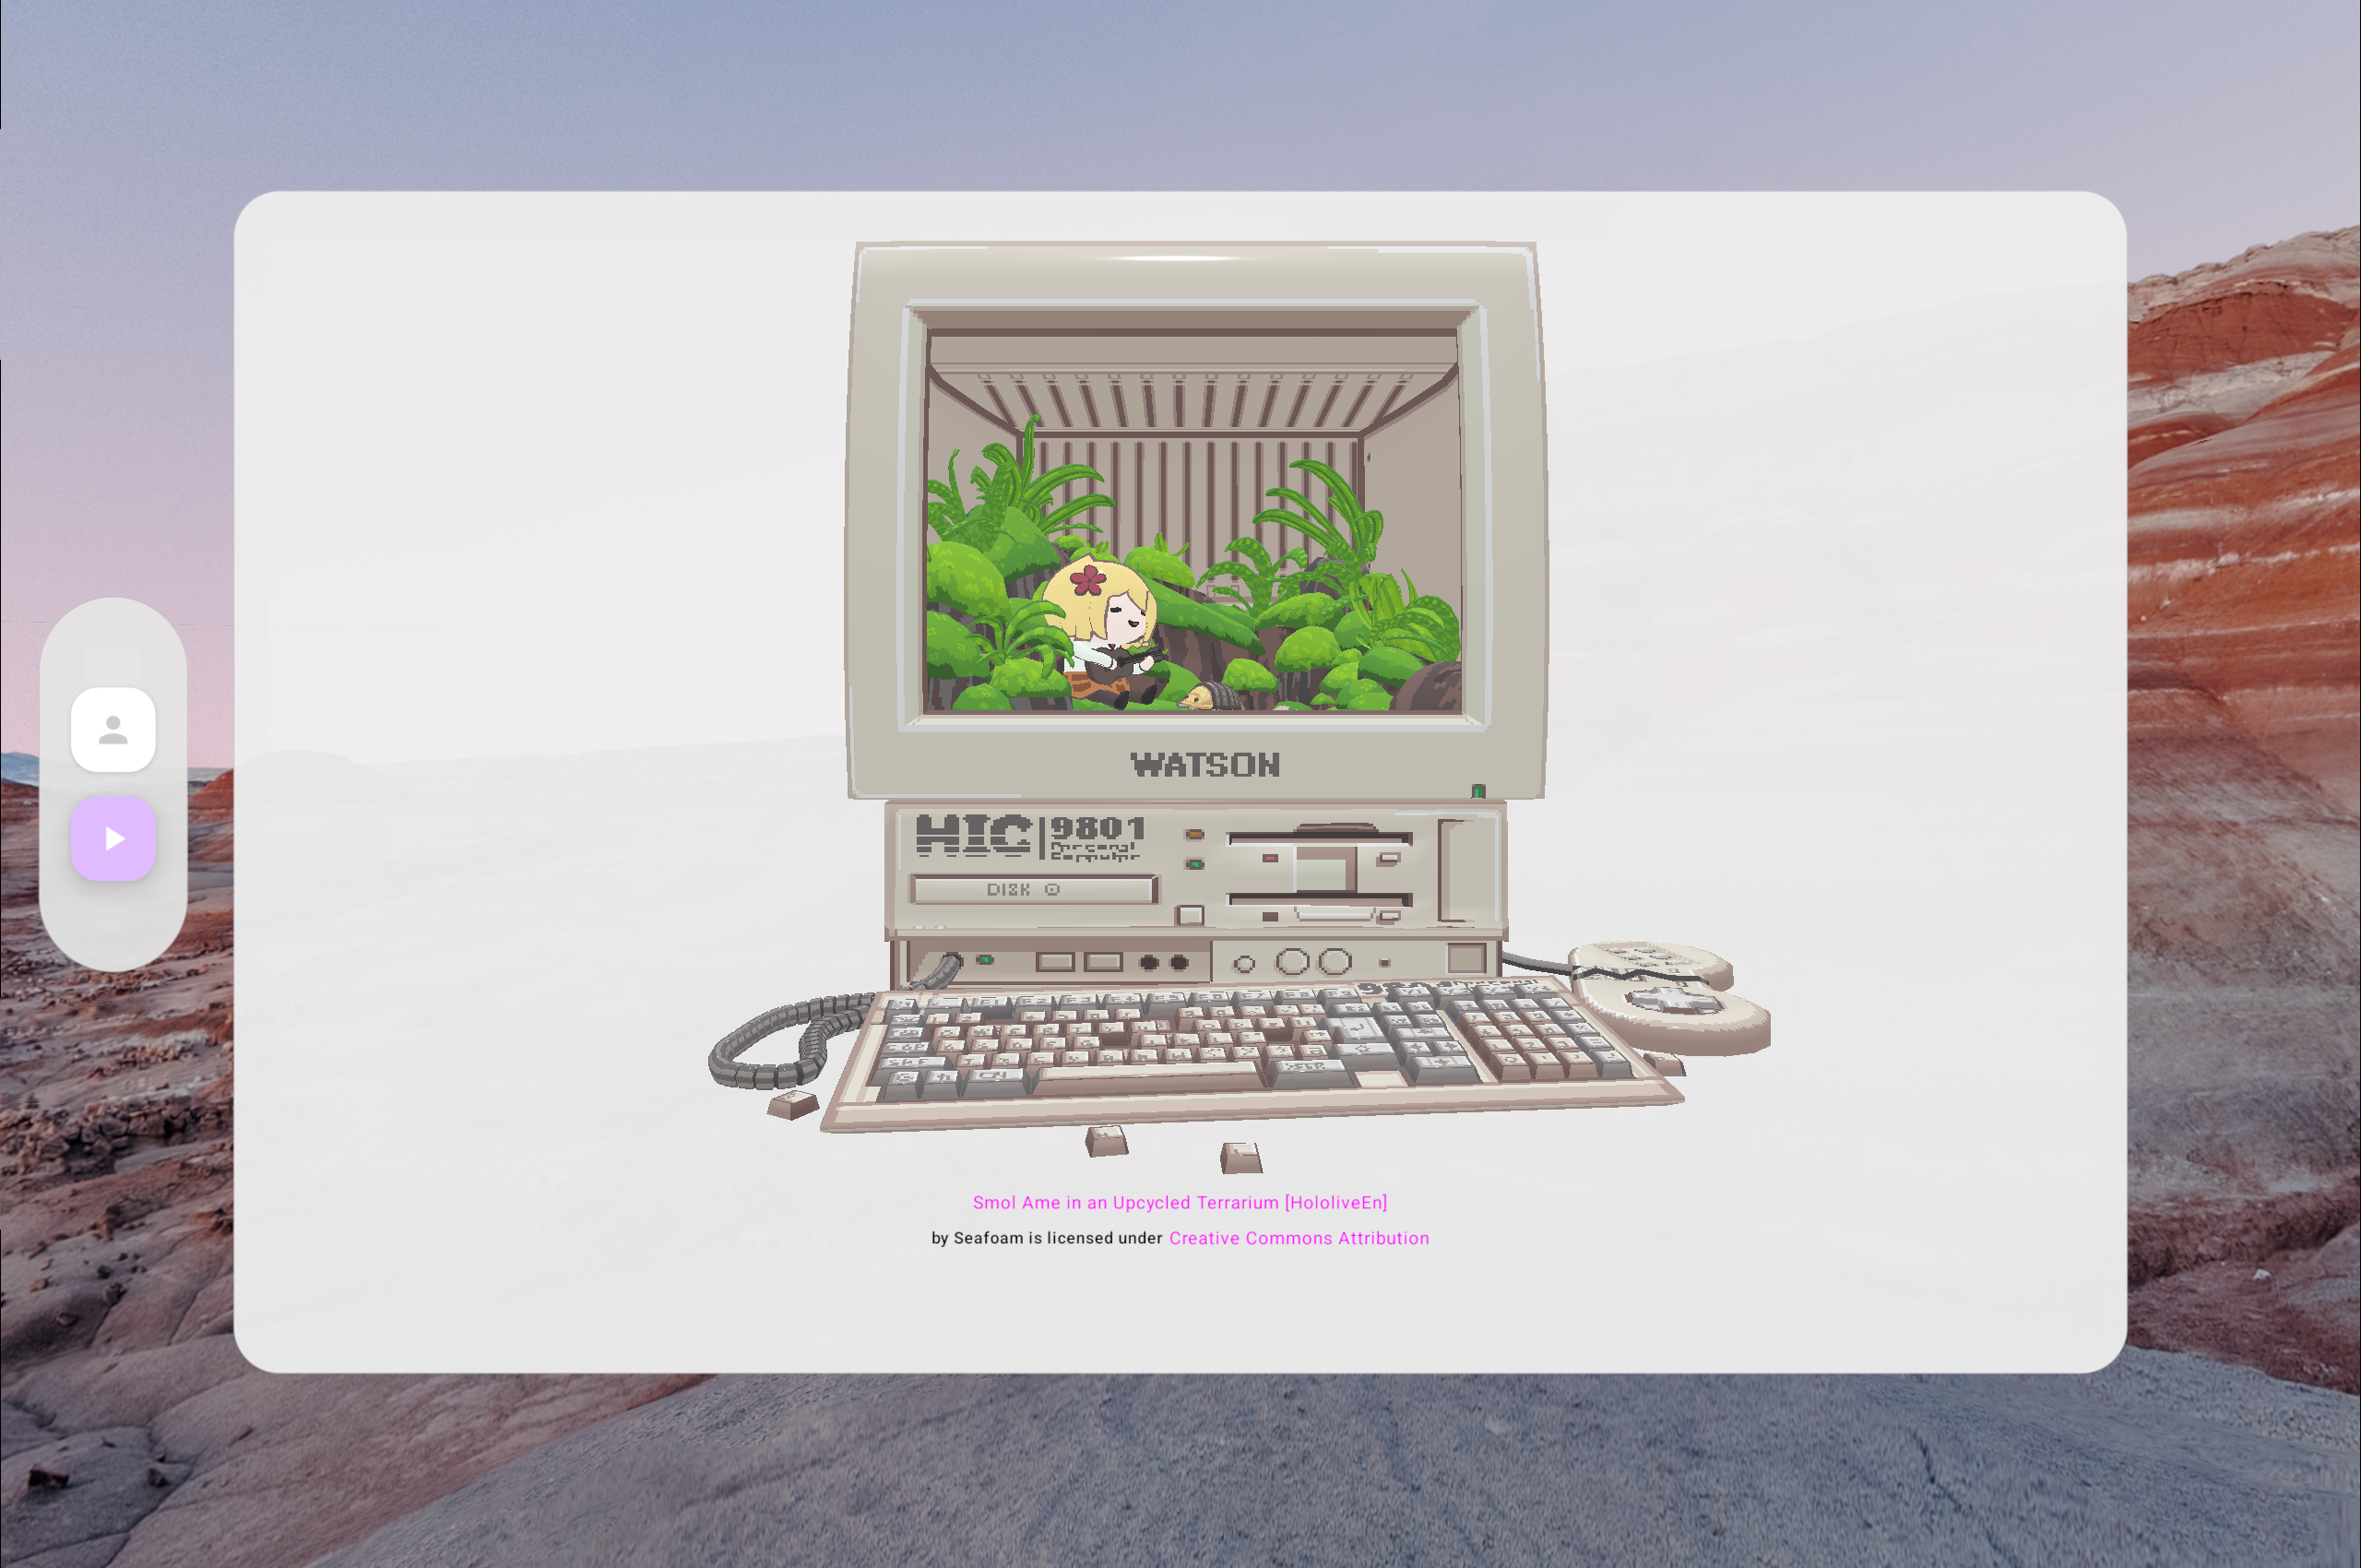 WATSON
HIC 9801
Personal
Computer
DISK
Smol Ame in an Upcycled Terrarium [HololiveEn]
by Seafoam is licensed under Creative Commons Attribution